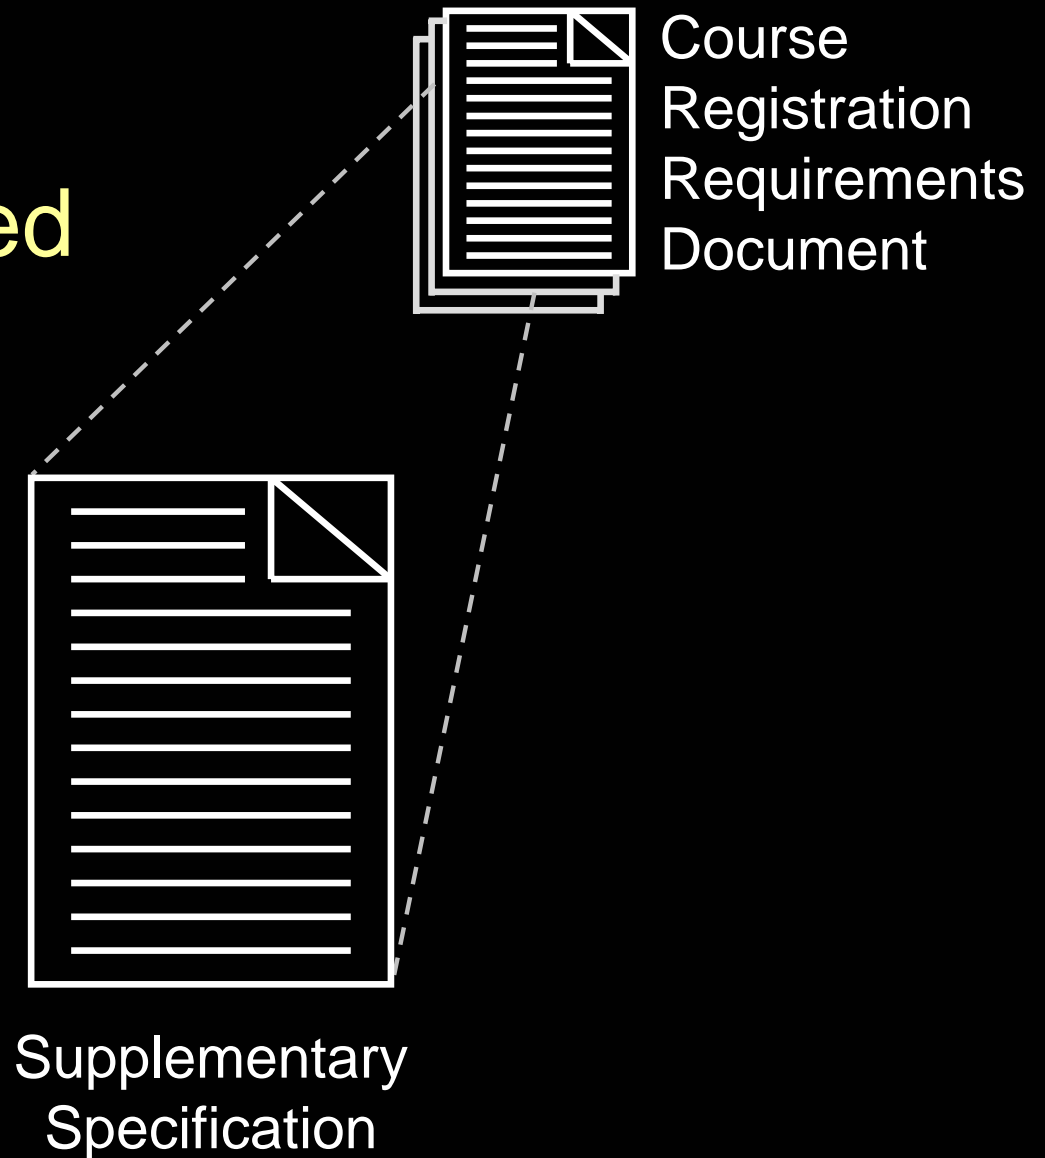 Course
Registration
Requirements
Document
ed
Supplementary
Specification